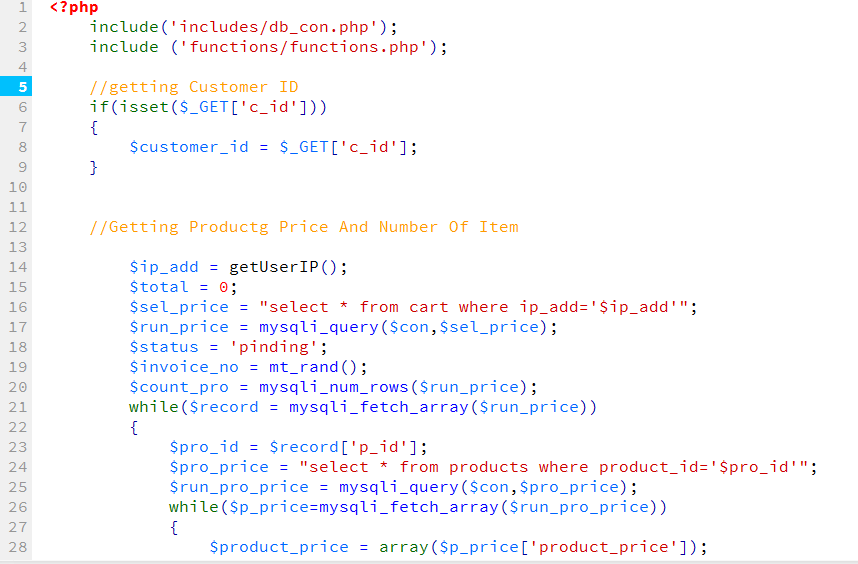 1 <?php
2 include('includes/db_con.php');
3 include ('functions/functions.php');
4
5 //getting Customer ID
6 if(isset($_GET['c_id']))
7 {
8 $customer_id = $_GET['c_id'];
9 }
10
11
12 //Getting Productg Price And Number Of Item
13
14 $ip_add = getUserIP();
15 $total = 0;
16 $sel_price = "select * from cart where ip_add='$ip_add'";
17 $run_price = mysqli_query($con,$sel_price);
18 $status = 'pinding';
19 $invoice_no = mt_rand();
20 $count_pro = mysqli_num_rows($run_price);
21 while($record = mysqli_fetch_array($run_price))
22 {
23 $pro_id = $record['p_id'];
24 $pro_price = "select * from products where product_id='$pro_id'";
25 $run_pro_price = mysqli_query($con,$pro_price);
26 while($p_price=mysqli_fetch_array($run_pro_price))
27 {
28 $product_price = array($p_price['product_price']);